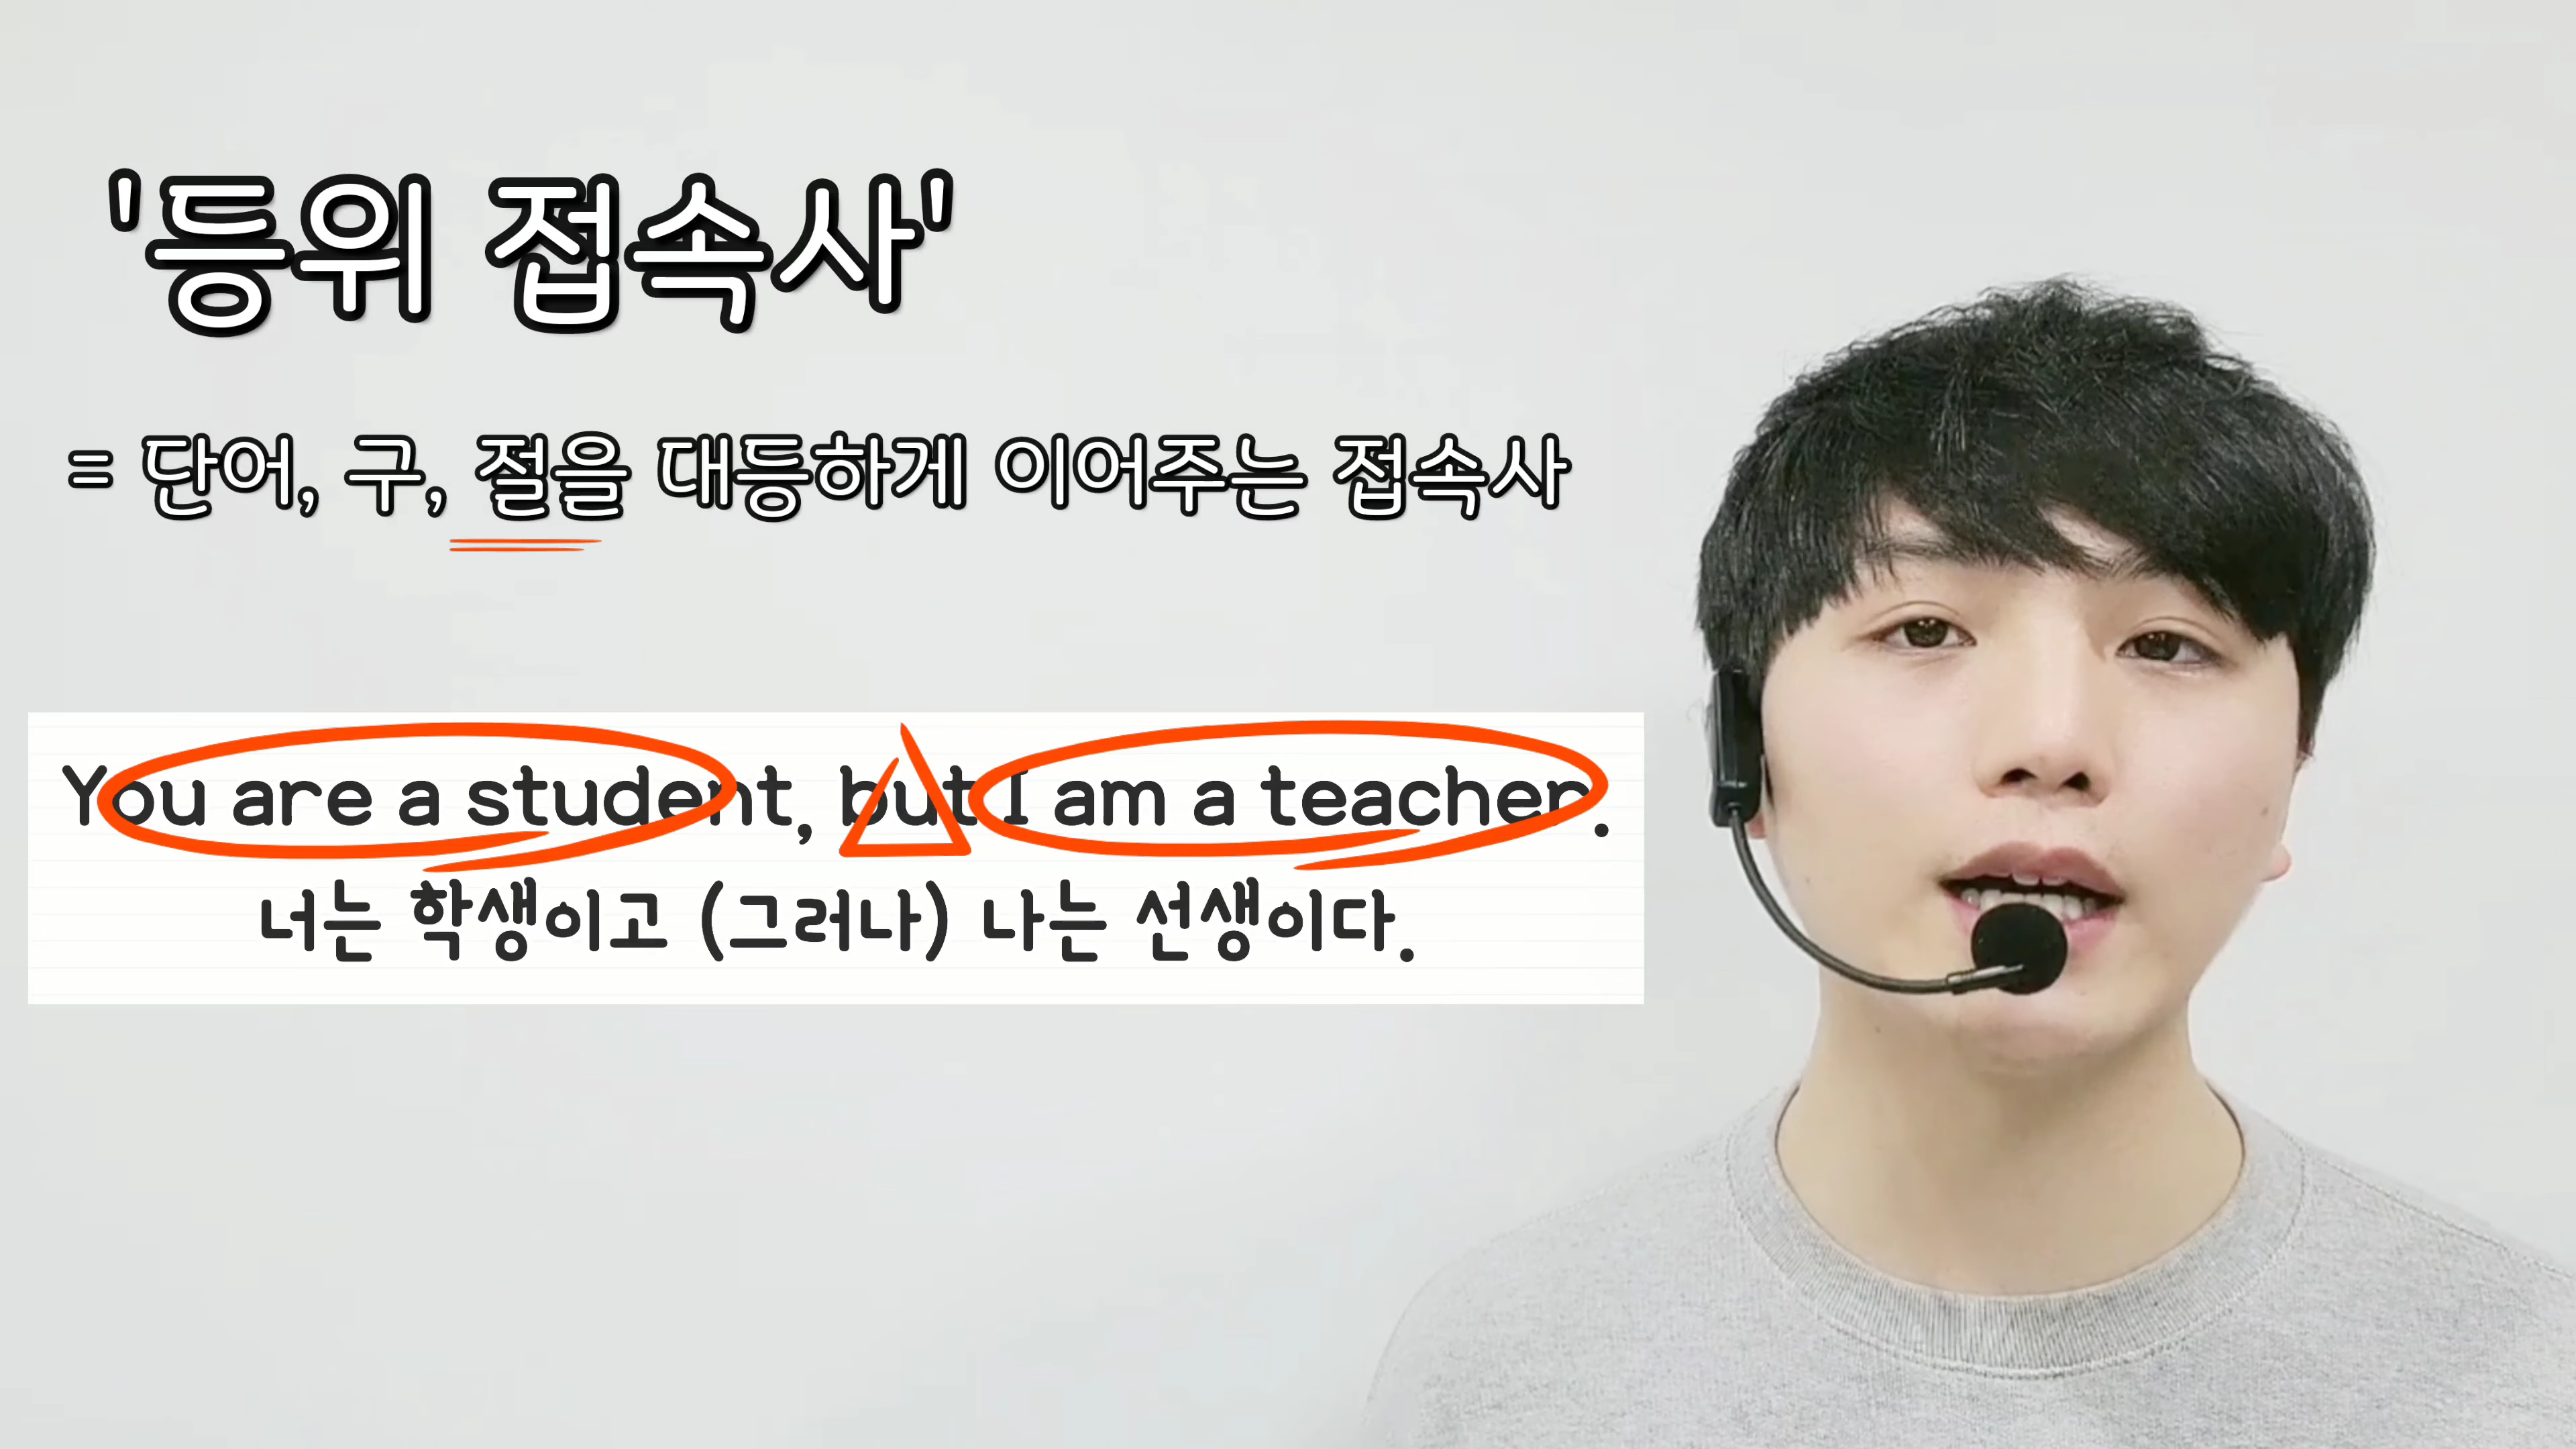 '등위 접속사'
= 단어, 구, 절을 대등하게 이어주는 접속사
You are a student, but I am a teacher.
너는 학생이고 (그러나) 나는 선생이다.